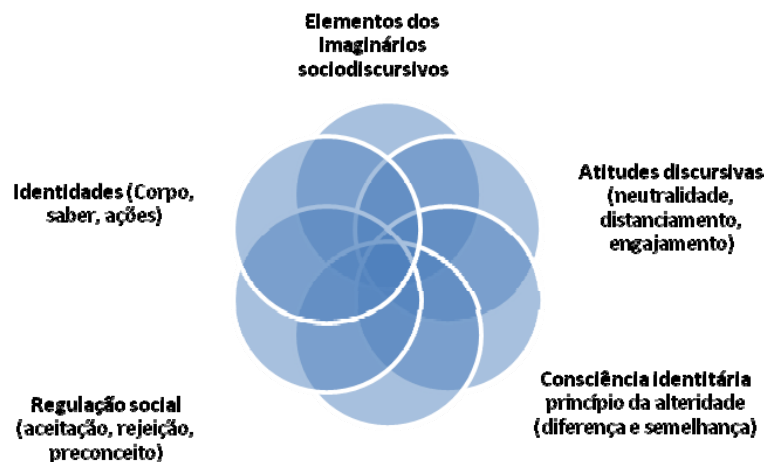 Elementos dos
Imaginários
sociodiscursivos
Identidades (Corpo,
saber, ações)
Atitudes discursivas
(neutralidade,
distanciamento,
engajamento)
Consciência identitária
princípio da alteridade
(diferença e semelhança)
Regulação social
(aceitação, rejeição,
preconceito)